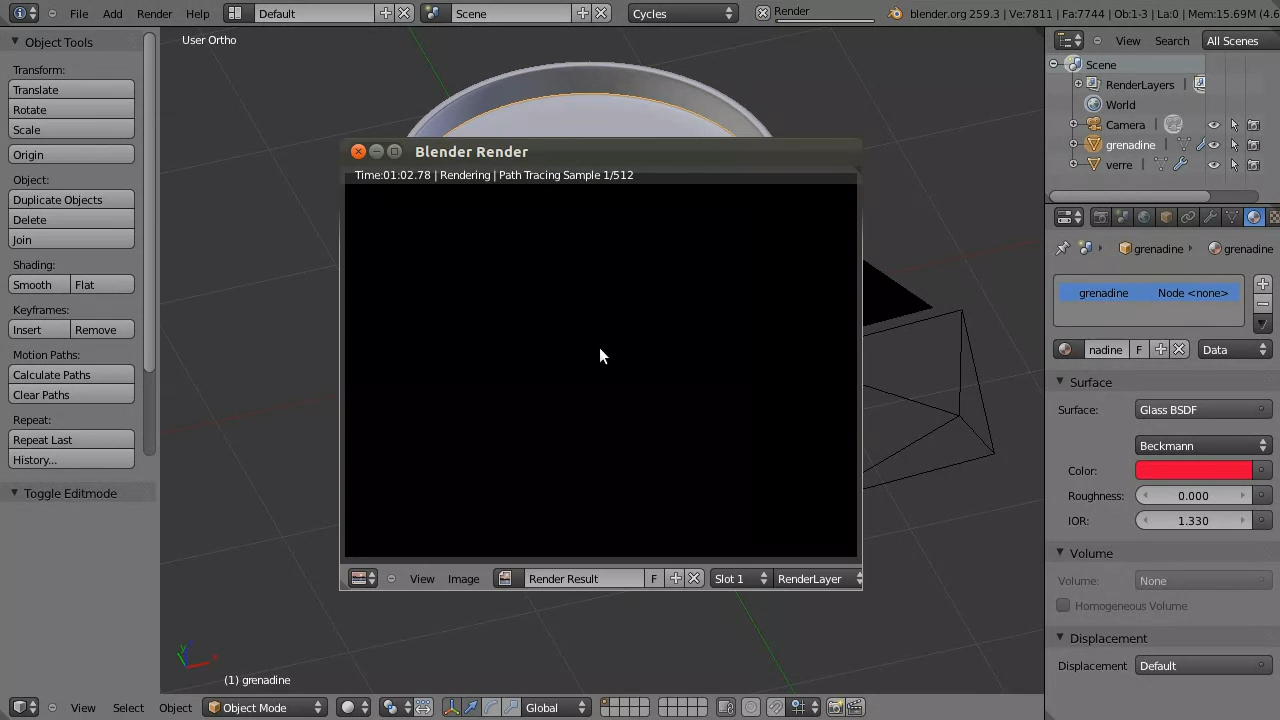 File Add Render Help Default Scene Cycles Render blender.org 259.3 | Ve:7811 | Fa:7744 | Ob:1-3 | La:0 | Mem:15.69M (4.6
Object Tools
User Ortho
View Search All Scenes
Transform:
Translate
Rotate
Scale
Origin
Object:
Duplicate Objects
Delete
Join
Shading:
Smooth Flat
Keyframes:
Insert Remove
Motion Paths:
Calculate Paths
Clear Paths
Repeat:
Repeat Last
History...
Toggle Editmode
Blender Render
Time:01:02.78 | Rendering | Path Tracing Sample 1/512
View Image Render Result F Slot 1 RenderLayer
Scene
RenderLayers
World
Camera
grenadine
verre
grenadine grenadine
grenadine Node <none>
nadine F Data
Surface
Surface: Glass BSDF
Beckmann
Color:
Roughness: 0.000
IOR: 1.330
Volume
Volume: None
Homogeneous Volume
Displacement
Displacement Default
y x
(1) grenadine
View Select Object Object Mode Global